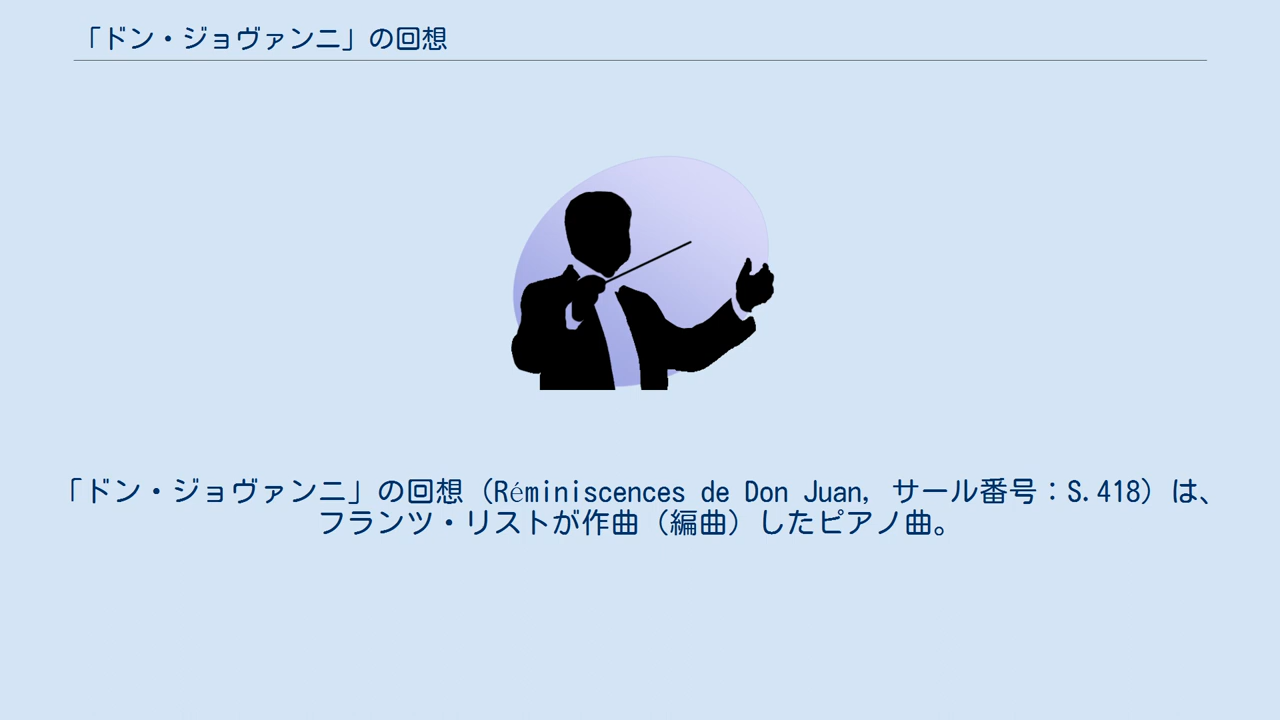 「ドン・ジョヴァンニ」の回想
「ドン・ジョヴァンニ」の回想（Réminiscences de Don Juan, サール番号：S.418）は、
フランツ・リストが作曲（編曲）したピアノ曲。